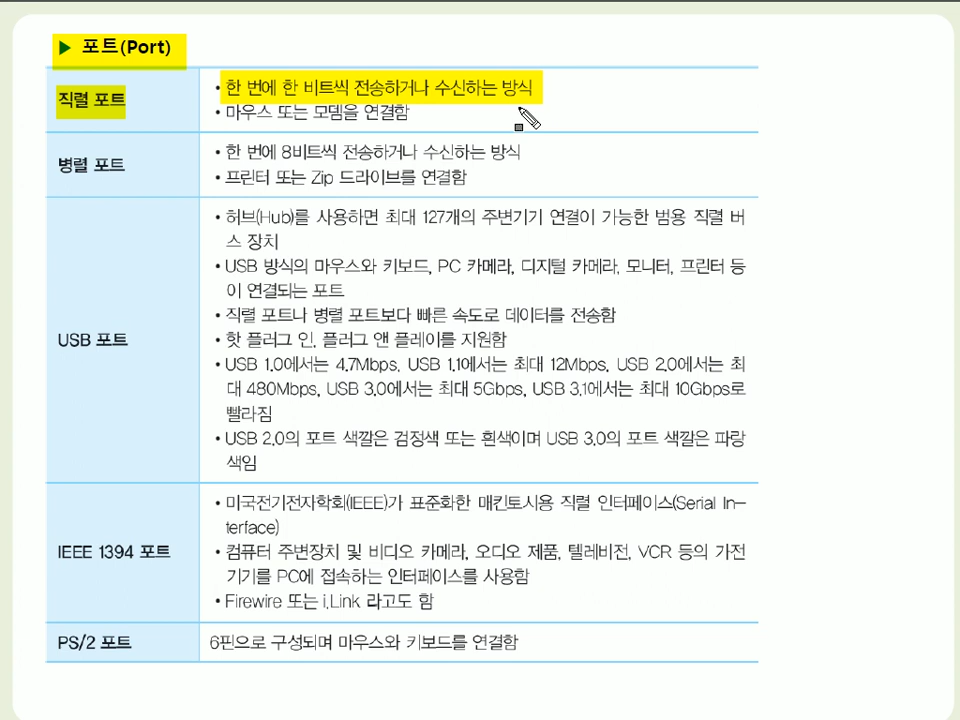 ▶ 포트(Port)
직렬 포트
• 한 번에 한 비트씩 전송하거나 수신하는 방식
• 마우스 또는 모뎀을 연결함
병렬 포트
• 한 번에 8비트씩 전송하거나 수신하는 방식
• 프린터 또는 Zip 드라이브를 연결함
USB 포트
• 허브(Hub)를 사용하면 최대 127개의 주변기기 연결이 가능한 범용 직렬 버
스 장치
• USB 방식의 마우스와 키보드, PC 카메라, 디지털 카메라, 모니터, 프린터 등
이 연결되는 포트
• 직렬 포트나 병렬 포트보다 빠른 속도로 데이터를 전송함
• 핫 플러그 인, 플러그 앤 플레이를 지원함
• USB 1.0에서는 4.7Mbps, USB 1.1에서는 최대 12Mbps, USB 2.0에서는 최
대 480Mbps, USB 3.0에서는 최대 5Gbps, USB 3.1에서는 최대 10Gbps로
빨라짐
• USB 2.0의 포트 색깔은 검정색 또는 흰색이며 USB 3.0의 포트 색깔은 파랑
색임
IEEE 1394 포트
• 미국전기전자학회(IEEE)가 표준화한 매킨토시용 직렬 인터페이스(Serial In-
terface)
• 컴퓨터 주변장치 및 비디오 카메라, 오디오 제품, 텔레비전, VCR 등의 가전
기기를 PC에 접속하는 인터페이스를 사용함
• Firewire 또는 i.Link 라고도 함
PS/2 포트
6핀으로 구성되며 마우스와 키보드를 연결함